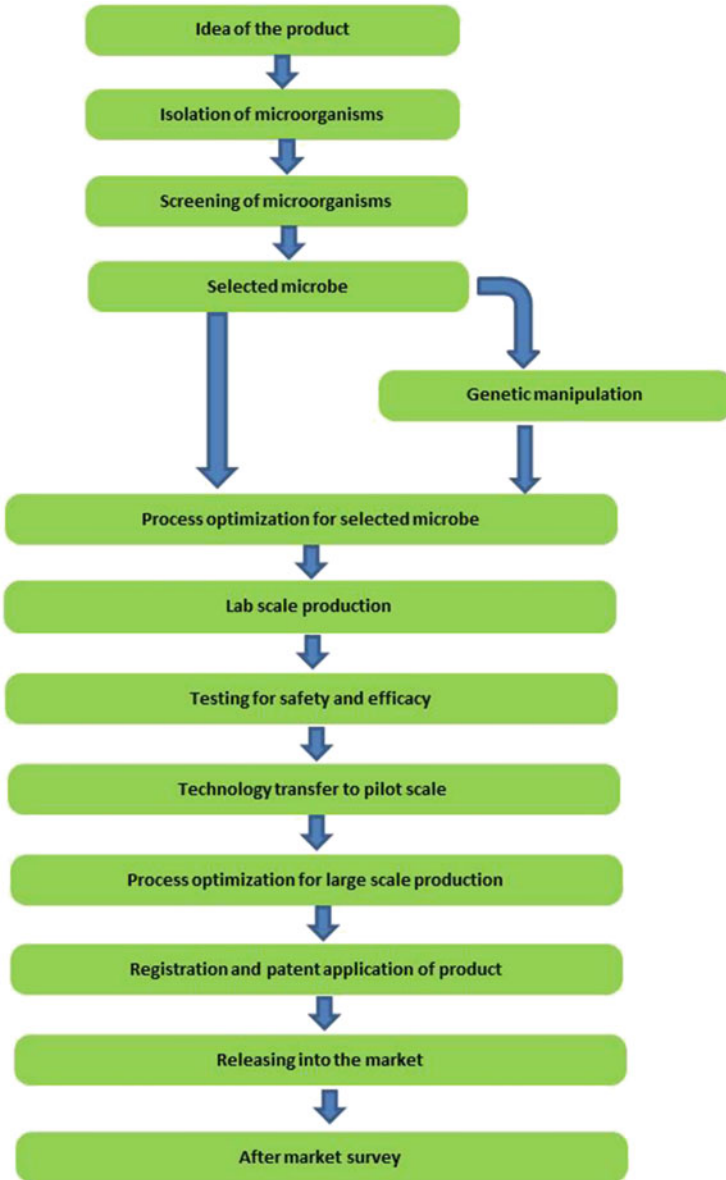 Idea of the product
Isolation of microorganisms
Screening of microorganisms
Selected microbe
Genetic manipulation
Process optimization for selected microbe
Lab scale production
Testing for safety and efficacy
Technology transfer to pilot scale
Process optimization for large scale production
Registration and patent application of product
Releasing into the market
After market survey